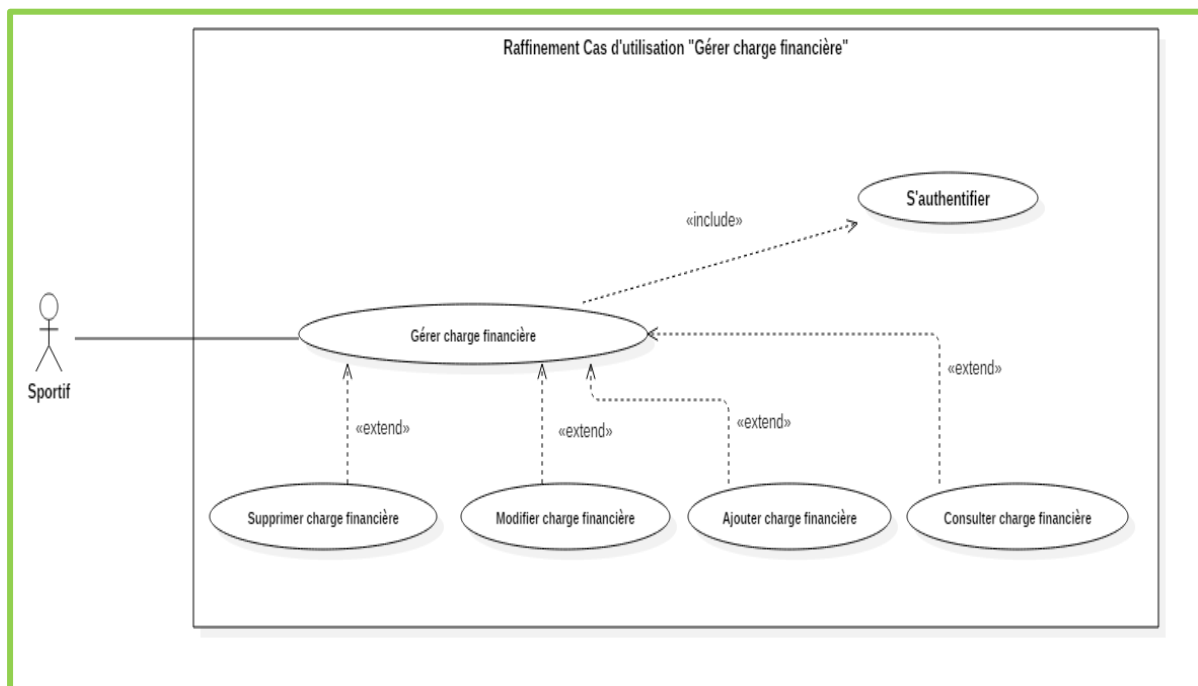 Raffinement Cas d'utilisation "Gérer charge financière"
S'authentifier
«include»
Gérer charge financière
Sportif
«extend»
«extend»
«extend»
«extend»
Supprimer charge financière
Modifier charge financière
Ajouter charge financière
Consulter charge financière